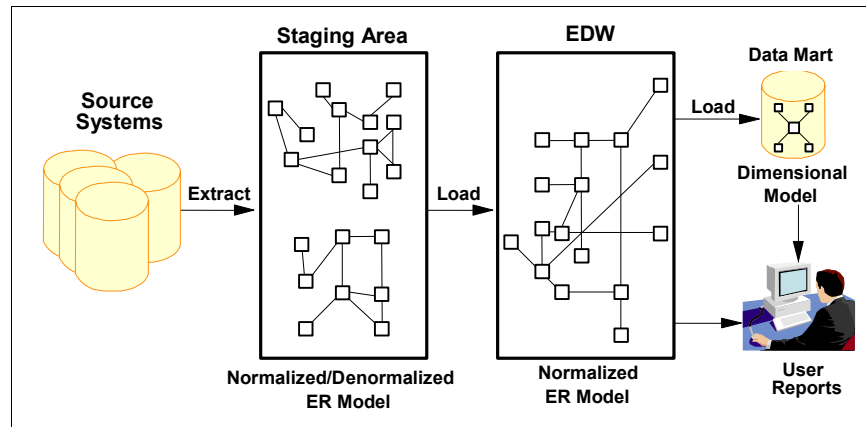 Source
Systems
Extract
Staging Area
Normalized/Denormalized
ER Model
Load
EDW
Normalized
ER Model
Load
Data Mart
Dimensional
Model
User
Reports